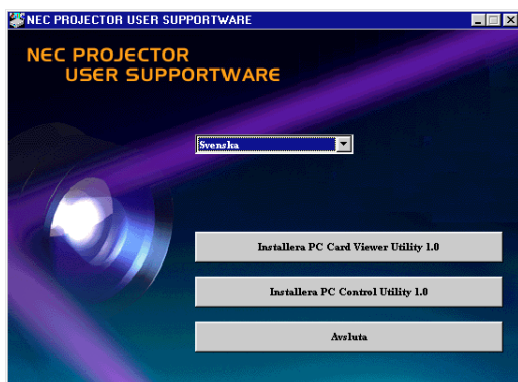 NEC PROJECTOR USER SUPPORTWARE
NEC PROJECTOR
USER SUPPORTWARE
Svenska
Installera PC Card Viewer Utility 1.0
Installera PC Control Utility 1.0
Avsluta